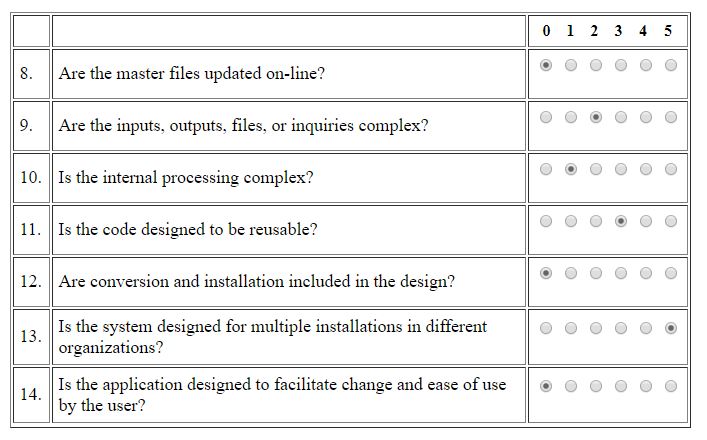 0 1 2 3 4 5
8. Are the master files updated on-line?
9. Are the inputs, outputs, files, or inquiries complex?
10. Is the internal processing complex?
11. Is the code designed to be reusable?
12. Are conversion and installation included in the design?
13. Is the system designed for multiple installations in different
organizations?
14. Is the application designed to facilitate change and ease of use
by the user?